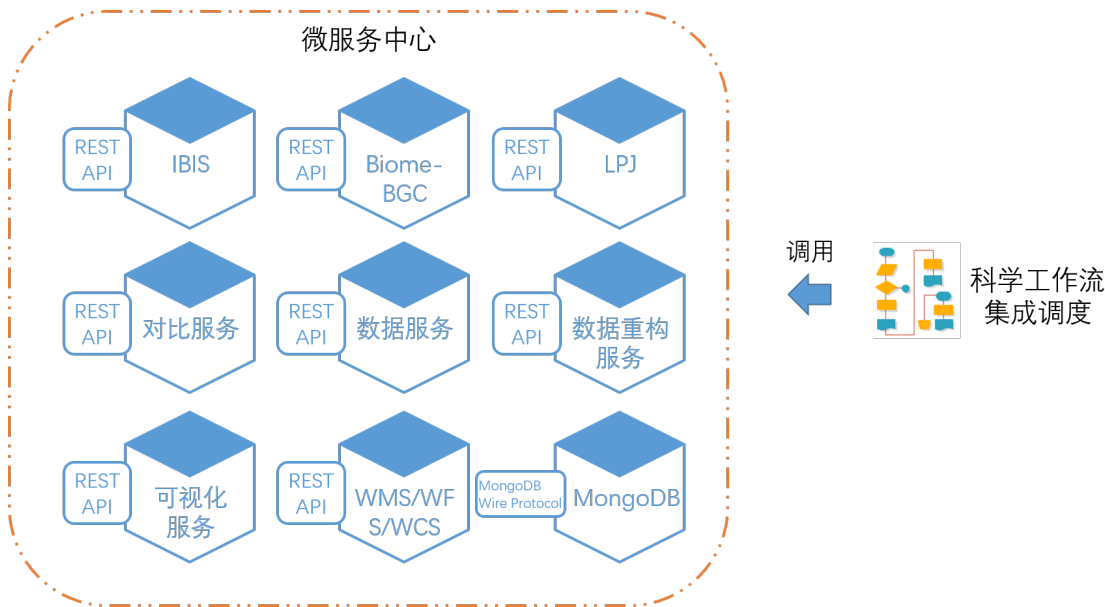 微服务中心
REST
API
IBIS
REST
API
Biome-
BGC
REST
API
LPJ
调用
科学工作流
集成调度
REST
API
对比服务
REST
API
数据服务
REST
API
数据重构
服务
REST
API
可视化
服务
REST
API
WMS/WF
S/WCS
MongoDB
Wire Protocol
MongoDB